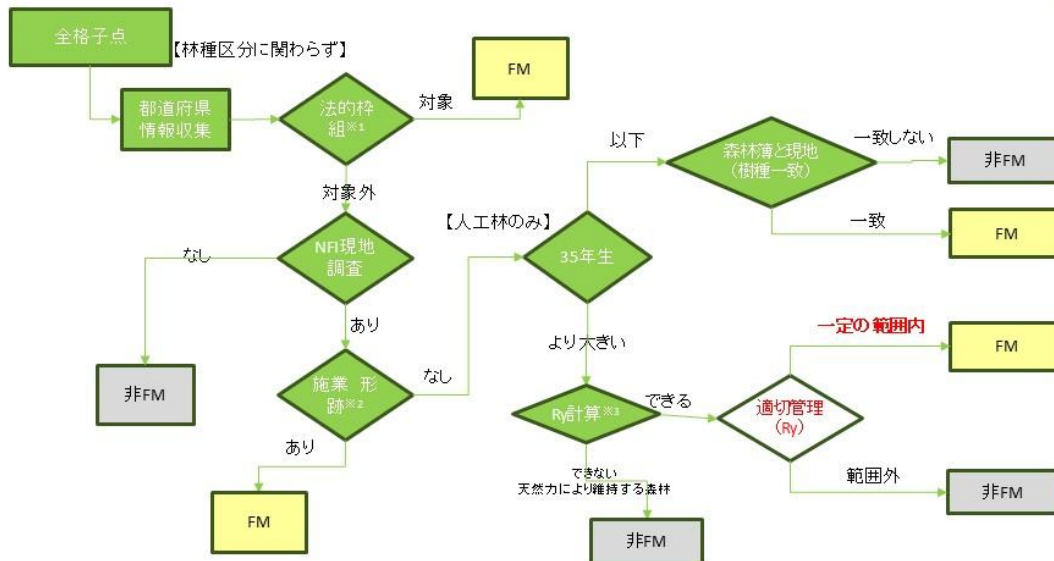 全格子点
【林種区分に関わらず】
都道府県
情報収集
法的枠
組※1
対象
FM
対象外
NFI現地
調査
なし
非FM
あり
施業 形
跡※2
なし
あり
FM
【人工林のみ】
35年生
以下
森林簿と現地
(樹種一致)
一致しない
非FM
一致
FM
より大きい
Ry計算※3
できる
適切管理
(Ry)
一定の範囲内
FM
範囲外
非FM
できない
天然力により維持する森林
非FM